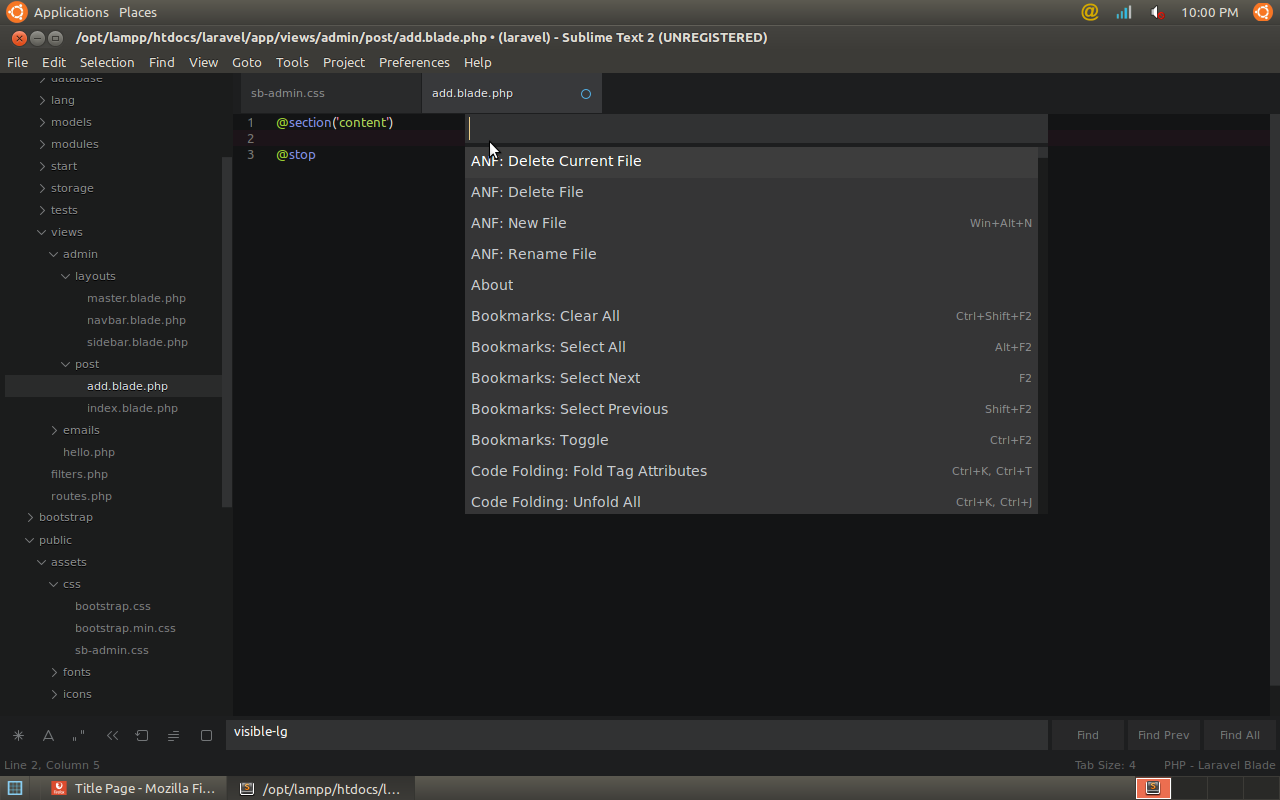 Applications Places
@ 10:00 PM
/opt/lampp/htdocs/laravel/app/views/admin/post/add.blade.php • (laravel) - Sublime Text 2 (UNREGISTERED)
File Edit Selection Find View Goto Tools Project Preferences Help
database
lang
models
modules
start
storage
tests
views
admin
layouts
master.blade.php
navbar.blade.php
sidebar.blade.php
post
add.blade.php
index.blade.php
emails
hello.php
filters.php
routes.php
bootstrap
public
assets
css
bootstrap.css
bootstrap.min.css
sb-admin.css
fonts
icons
sb-admin.css add.blade.php
1 @section('content')
2
3 @stop
ANF: Delete Current File
ANF: Delete File
ANF: New File Win+Alt+N
ANF: Rename File
About
Bookmarks: Clear All Ctrl+Shift+F2
Bookmarks: Select All Alt+F2
Bookmarks: Select Next F2
Bookmarks: Select Previous Shift+F2
Bookmarks: Toggle Ctrl+F2
Code Folding: Fold Tag Attributes Ctrl+K, Ctrl+T
Code Folding: Unfold All Ctrl+K, Ctrl+J
visible-lg Find Find Prev Find All
Line 2, Column 5 Tab Size: 4 PHP - Laravel Blade
Title Page - Mozilla Fi... /opt/lampp/htdocs/l...